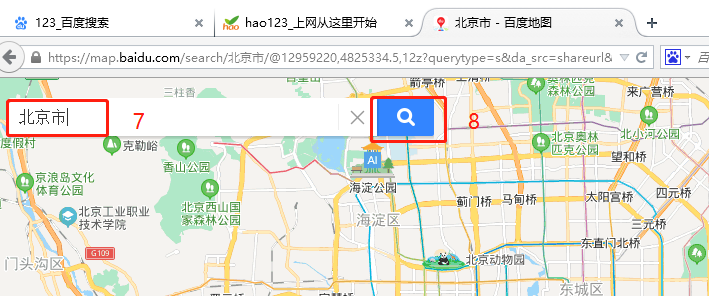 123_百度搜索
hao123_上网从这里开始
北京市 - 百度地图
https://map.baidu.com/search/北京市/@12959220,4825334.5,12z?querytype=s&da_src=shareurl&
百度
箭亭桥
三柱香
来广营桥
奥林匹克
森林公园
北京市
7
8
克勒峪
香山公园
AI
北京奥林
匹克公园
北小河公园
望和桥
京浪岛文化
体育公园
海淀公园
四元桥
太阳宫桥
北京工业职业
技术学院
北京西山国
家森林公园
蓟门桥
马甸桥
海淀区
三元桥
G109
东直门北桥
门头沟区
北京动物园
东城区